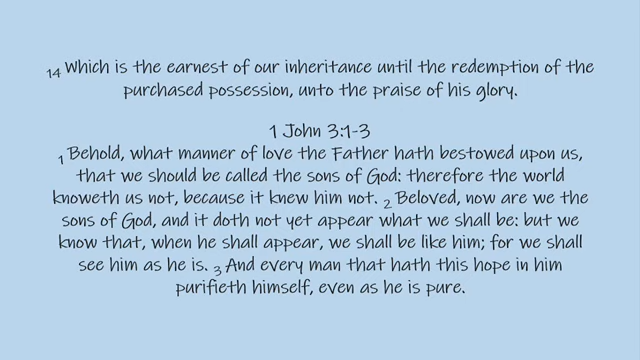 14 Which is the earnest of our inheritance until the redemption of the
purchased possession, unto the praise of his glory.
1 John 3:1-3
1 Behold, what manner of love the Father hath bestowed upon us,
that we should be called the sons of God: therefore the world
knoweth us not, because it knew him not. 2 Beloved, now are we the
sons of God, and it doth not yet appear what we shall be: but we
know that, when he shall appear, we shall be like him; for we shall
see him as he is. 3 And every man that hath this hope in him
purifieth himself, even as he is pure.